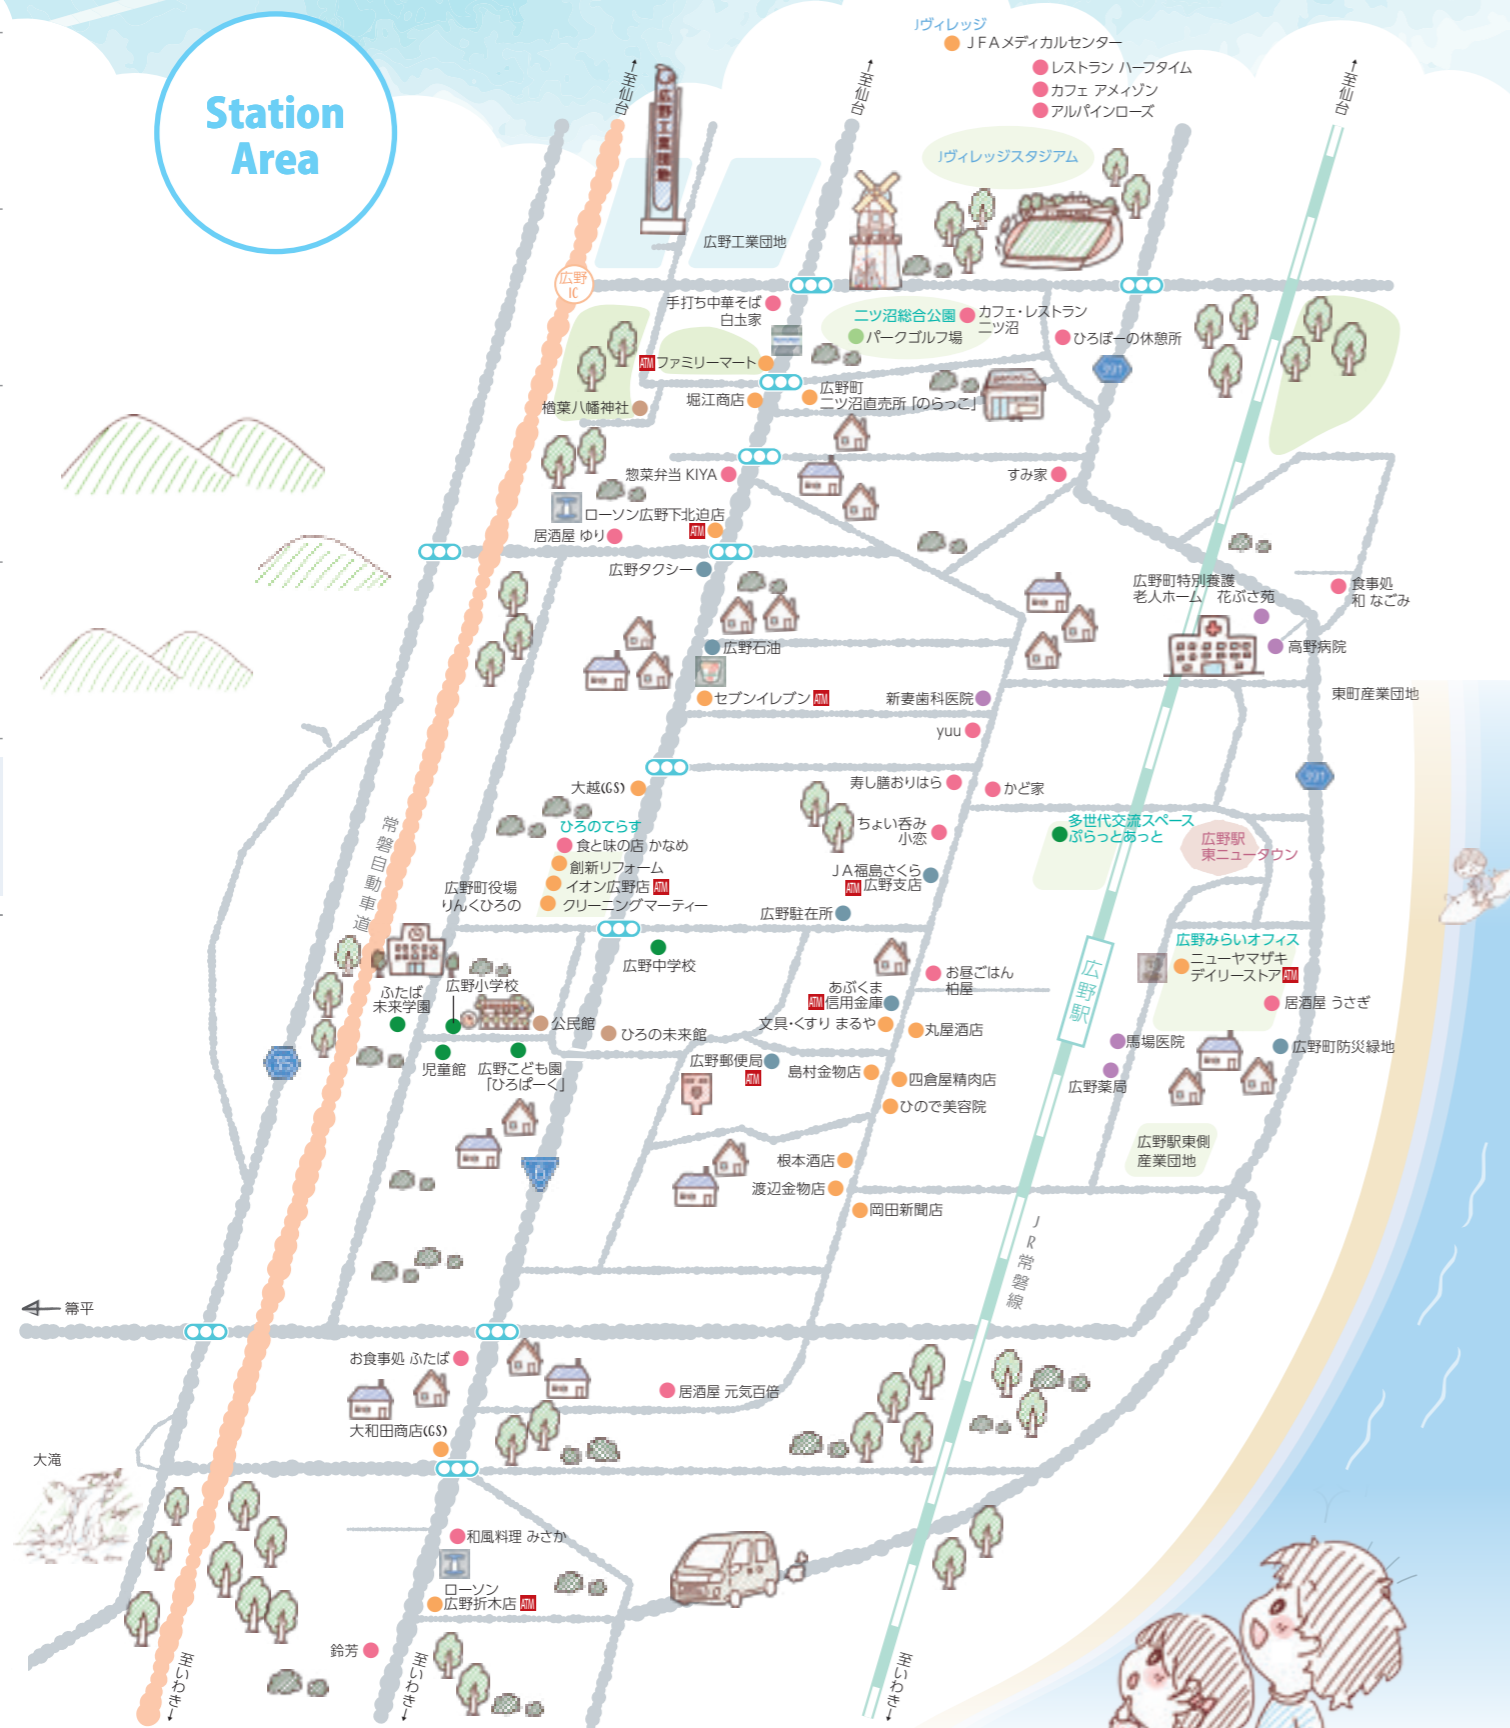 Station
Area
Jヴィレッジ
JFAメディカルセンター
レストラン ハーフタイム
カフェ アメィゾン
アルパインローズ
↑至仙台
↑至仙台
↑至仙台
広野工業団地
Jヴィレッジスタジアム
広野工業団地
広野
IC
手打ち中華そば
白玉家
二ツ沼総合公園
パークゴルフ場
カフェ・レストラン
二ツ沼
ひろぼーの休憩所
391
ATM ファミリーマート
堀江商店
広野町
二ツ沼直売所「のらっこ」
楢葉八幡神社
惣菜弁当 KIYA
すみ家
ローソン広野下北迫店
ATM
居酒屋 ゆり
広野タクシー
広野町特別養護
老人ホーム 花ぶさ苑
食事処
和 なごみ
高野病院
広野石油
セブンイレブン ATM
新妻歯科医院
東町産業団地
yuu
391
大越(GS)
寿し膳おりはら
かど家
ひろのてらす
食と味の店 かなめ
創新リフォーム
イオン広野店 ATM
クリーニングマーティー
ちょい呑み
小恋
多世代交流スペース
ぷらっとあっと
広野駅
東ニュータウン
JA福島さくら
ATM 広野支店
広野町役場
りんくひろの
広野駐在所
常磐自動車道
広野中学校
広野みらいオフィス
ニューヤマザキ
デイリーストア ATM
お昼ごはん
柏屋
広野駅
ふたば
未来学園
広野小学校
あぶくま
ATM 信用金庫
居酒屋 うさぎ
公民館
ひろの未来館
文具・くすり まるや
丸屋酒店
馬場医院
広野町防災緑地
35
児童館
広野こども園
「ひろぱーく」
広野郵便局
ATM
島村金物店
四倉屋精肉店
広野薬局
ひので美容院
広野駅東側
産業団地
6
根本酒店
渡辺金物店
岡田新聞店
JR常磐線
箒平
お食事処 ふたば
居酒屋 元気百倍
大和田商店(GS)
大滝
和風料理 みさか
ローソン
広野折木店 ATM
鈴芳
至いわき↓
至いわき↓
至いわき↓